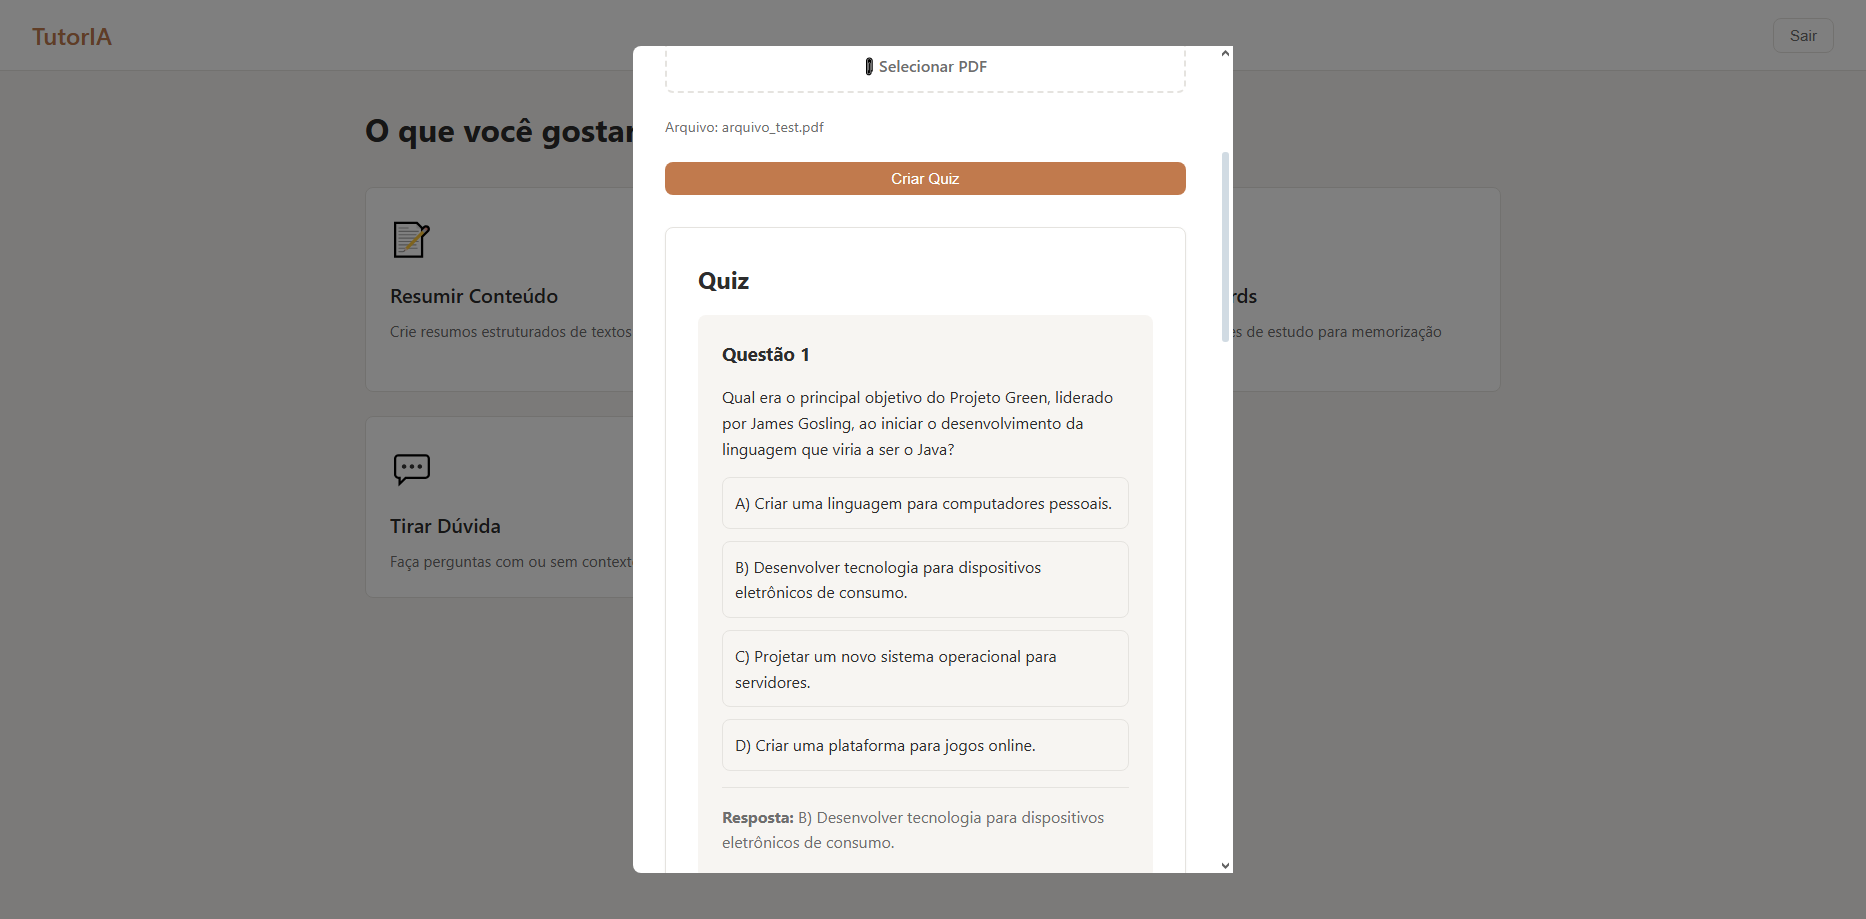 TutorIA
Sair
O que você
Selecionar PDF
Arquivo: arquivo_test.pdf
Criar Quiz
Resumir Conteúdo
Crie resumos estruturados de textos
de estudo para memorização
Tirar Dúvida
Faça perguntas com ou sem
Quiz
Questão 1
Qual era o principal objetivo do Projeto Green, liderado
por James Gosling, ao iniciar o desenvolvimento da
linguagem que viria a ser o Java?
A) Criar uma linguagem para computadores pessoais.
B) Desenvolver tecnologia para dispositivos
eletrônicos de consumo.
C) Projetar um novo sistema operacional para
servidores.
D) Criar uma plataforma para jogos online.
Resposta: B) Desenvolver tecnologia para dispositivos
eletrônicos de consumo.